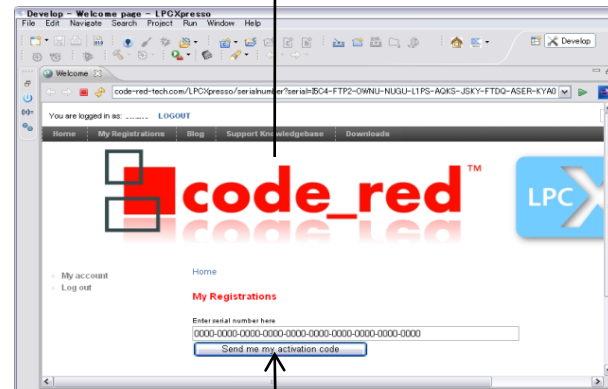 Develop - Welcome page - LPCXpresso
File Edit Navigate Search Project Run Window Help
Develop
Welcome
code-red-tech.com/LPCXpresso/serialnumber?serial=I5C4-FTP2-OWNU-NUGU-L1PS-AQKS-JSKY-FTDQ-ASER-KYA0
You are logged in as: LOGOUT
Home My Registrations Blog Support Knowledgebase Downloads
code_red™
LPC
My account
Log out
Home
My Registrations
Enter serial number here
0000-0000-0000-0000-0000-0000-0000-0000-0000-0000
Send me my activation code